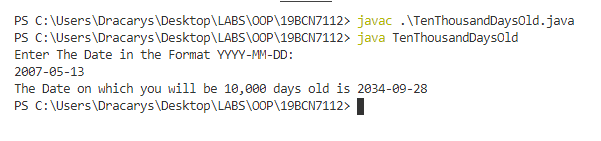 PS C:\Users\Dracarys\Desktop\LABS\OOP\19BCN7112> javac .\TenThousandDaysOld.java
PS C:\Users\Dracarys\Desktop\LABS\OOP\19BCN7112> java TenThousandDaysOld
Enter The Date in the Format YYYY-MM-DD:
2007-05-13
The Date on which you will be 10,000 days old is 2034-09-28
PS C:\Users\Dracarys\Desktop\LABS\OOP\19BCN7112>